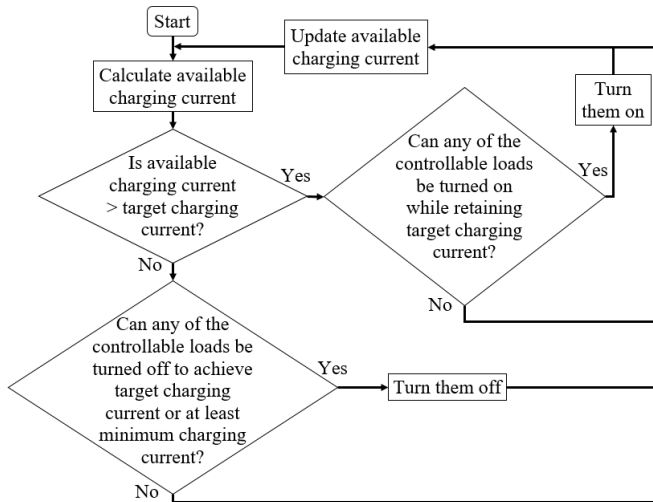 Start
Update available
charging current
Calculate available
charging current
Turn
them on
Is available
charging current
> target charging
current?
Yes
Can any of the
controllable loads
be turned on
while retaining
target charging
current?
Yes
No
No
Can any of the
controllable loads be
turned off to achieve
target charging
current or at least
minimum charging
current?
Yes
Turn them off
No